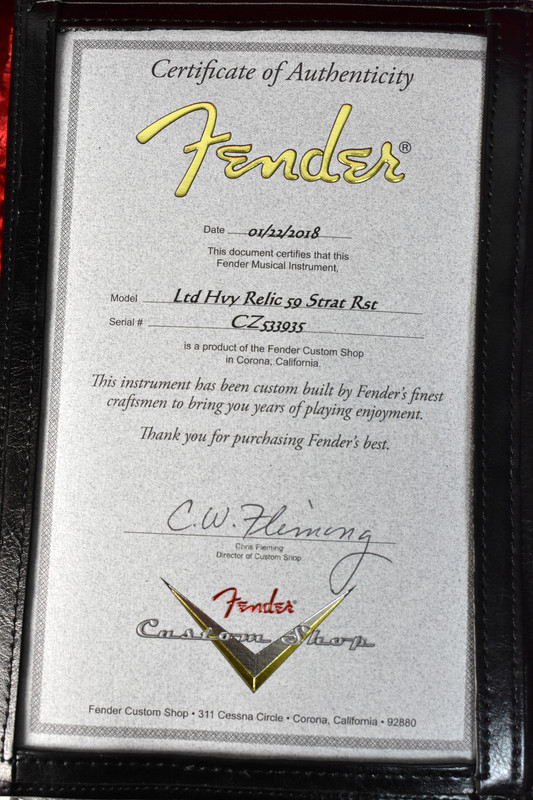 Certificate of Authenticity
Fender®
Date 01/22/2018
This document certifies that this
Fender Musical Instrument,
Model Ltd Hvy Relic 59 Strat Rst
Serial # CZ533935
is a product of the Fender Custom Shop
in Corona, California.
This instrument has been custom built by Fender's finest
craftsmen to bring you years of playing enjoyment.
Thank you for purchasing Fender's best.
C.W. Fleming
Chris Fleming
Director of Custom Shop
Fender
Custom Shop
Fender Custom Shop • 311 Cessna Circle • Corona, California • 92880